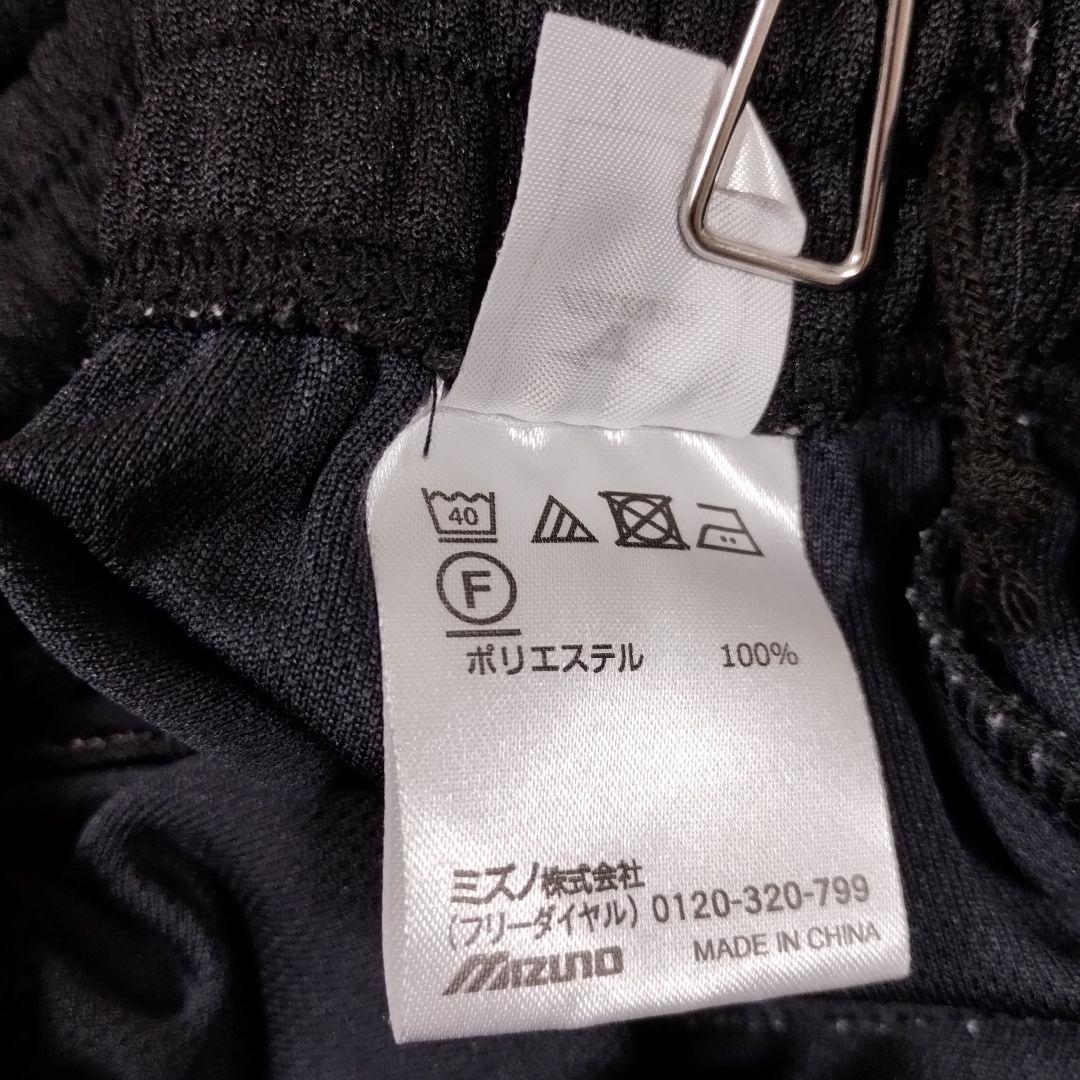 40
F
ポリエステル 100%
ミズノ株式会社
(フリーダイヤル) 0120-320-799
MIZUNO MADE IN CHINA